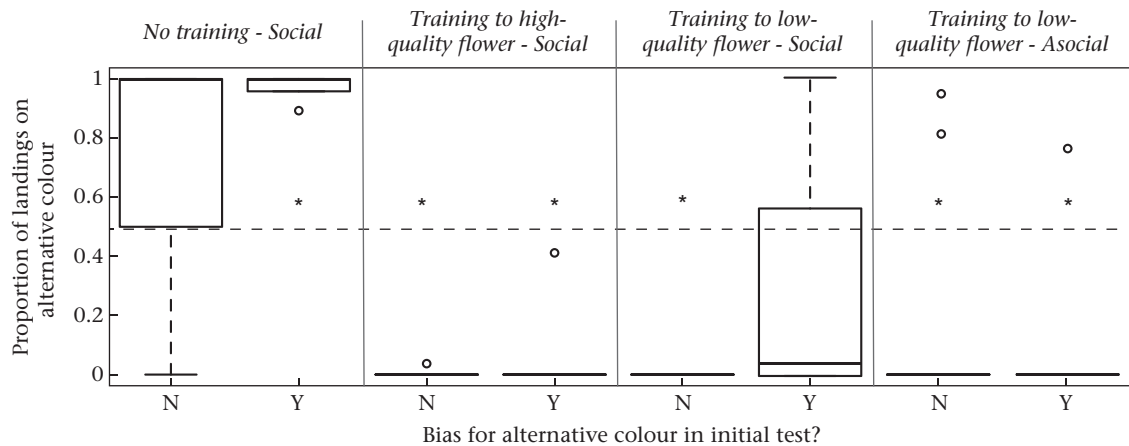 No training - Social
Training to high-
quality flower - Social
Training to low-
quality flower - Social
Training to low-
quality flower - Asocial
Proportion of landings on
alternative colour
1
0.8
0.6
0.4
0.2
0
* * * * * *
N Y N Y N Y N Y
Bias for alternative colour in initial test?